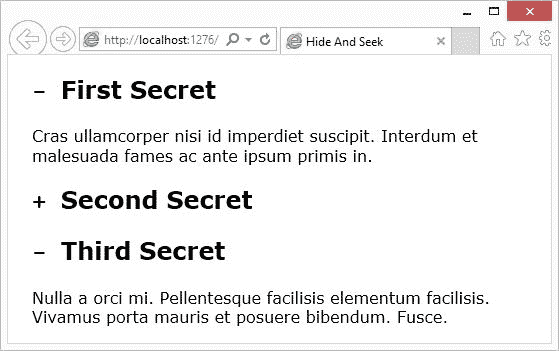 http://localhost:1276/ Hide And Seek
– First Secret
Cras ullamcorper nisi id imperdiet suscipit. Interdum et
malesuada fames ac ante ipsum primis in.
+ Second Secret
– Third Secret
Nulla a orci mi. Pellentesque facilisis elementum facilisis.
Vivamus porta mauris et posuere bibendum. Fusce.